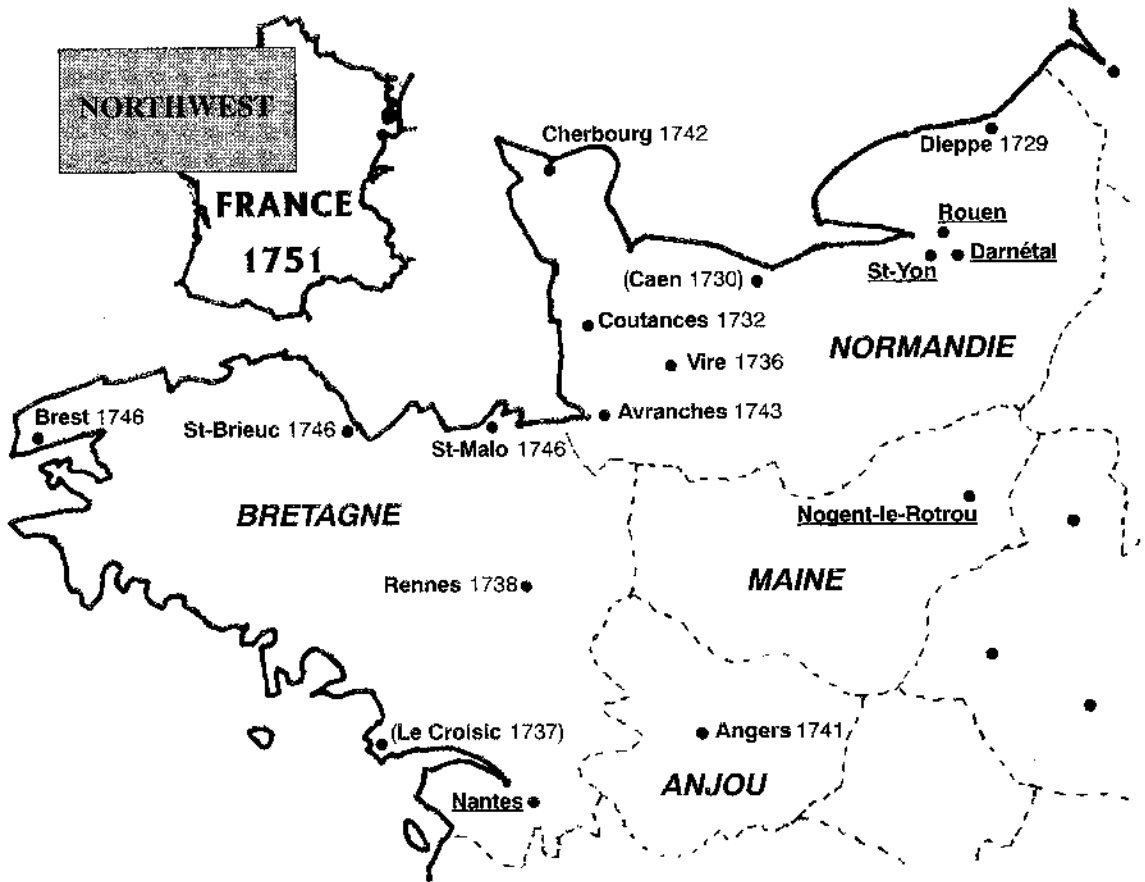 NORTHWEST
FRANCE
1751
Cherbourg 1742
Dieppe 1729
Rouen
St-Yon
Darnétal
(Caen 1730)
Coutances 1732
NORMANDIE
Vire 1736
Avranches 1743
Brest 1746
St-Brieuc 1746
St-Malo 1746
Nogent-le-Rotrou
BRETAGNE
MAINE
Rennes 1738
(Le Croisic 1737)
Angers 1741
ANJOU
Nantes